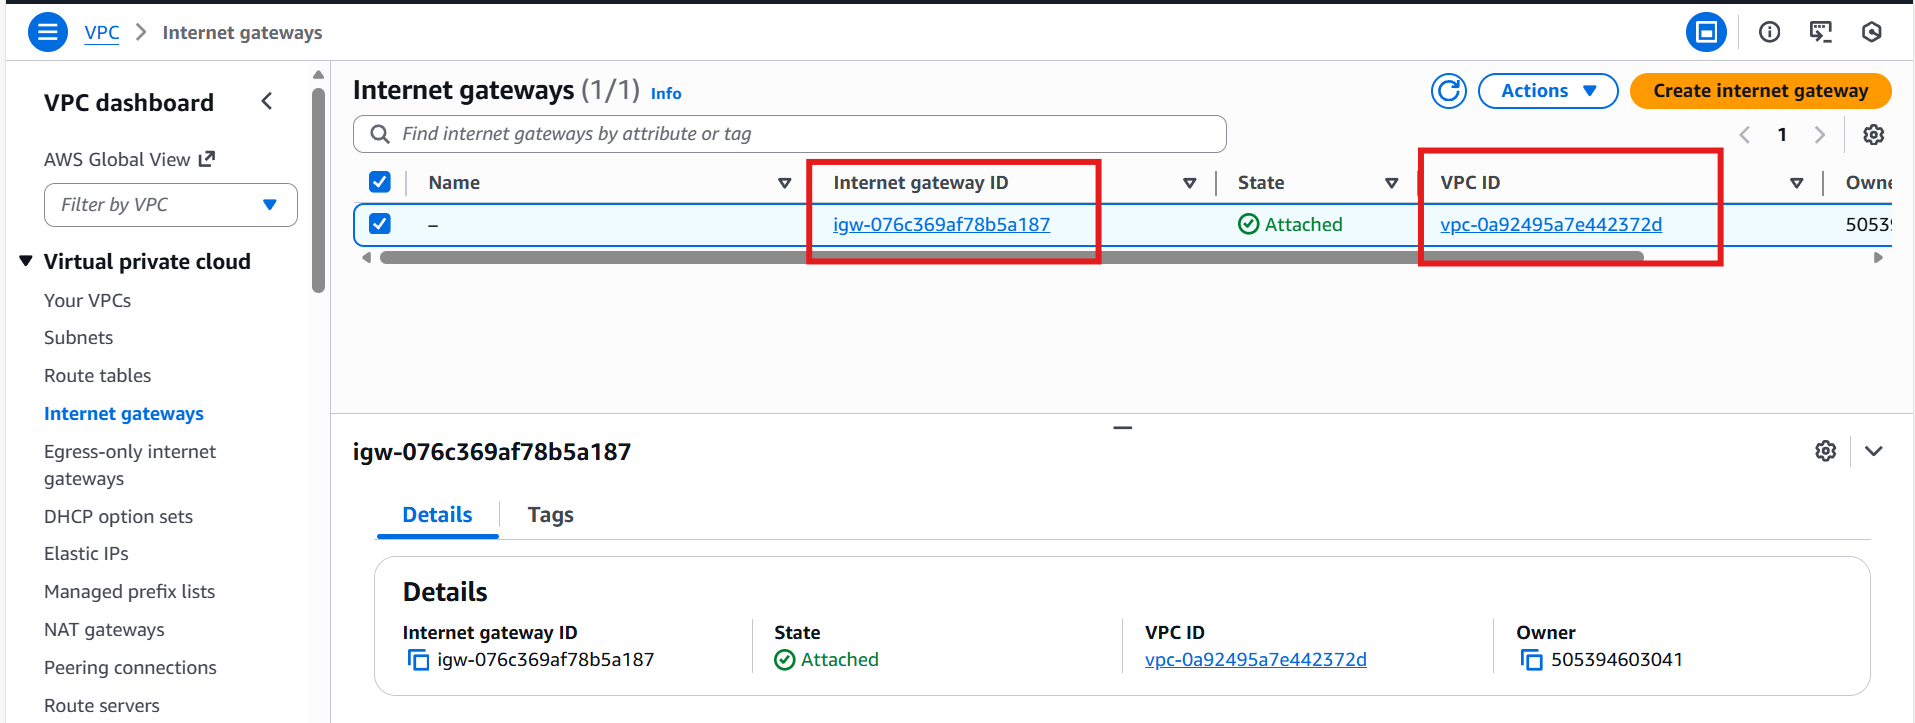 VPC > Internet gateways
VPC dashboard
AWS Global View
Filter by VPC
Virtual private cloud
Your VPCs
Subnets
Route tables
Internet gateways
Egress-only internet
gateways
DHCP option sets
Elastic IPs
Managed prefix lists
NAT gateways
Peering connections
Route servers
Internet gateways (1/1) Info
Actions
Create internet gateway
Find internet gateways by attribute or tag
1
Name Internet gateway ID State VPC ID
– igw-076c369af78b5a187 Attached vpc-0a92495a7e442372d
igw-076c369af78b5a187
Details Tags
Details
Internet gateway ID State VPC ID Owner
igw-076c369af78b5a187 Attached vpc-0a92495a7e442372d 505394603041